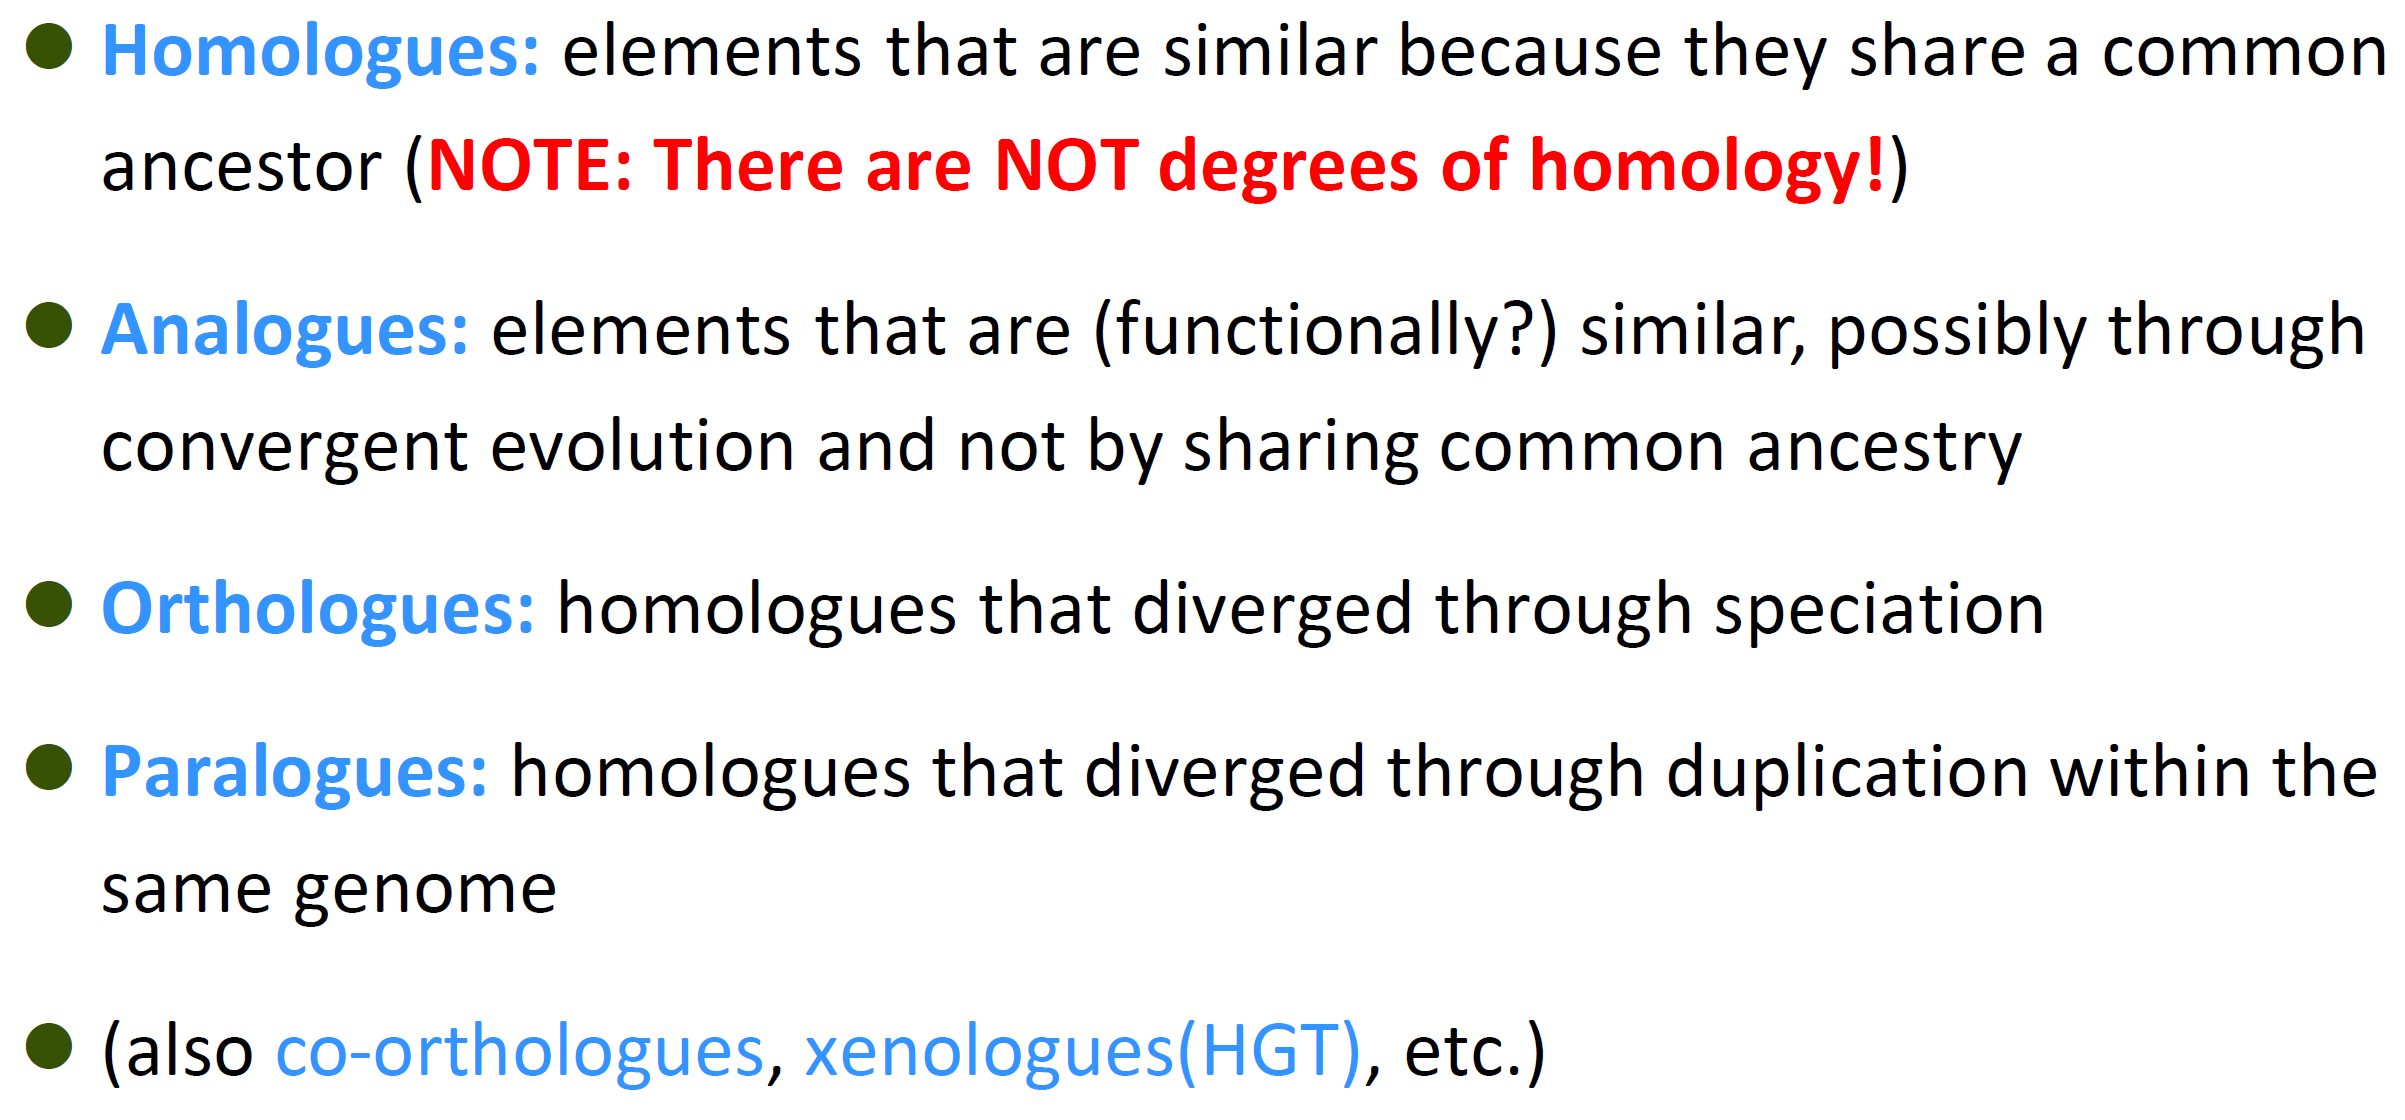 ● Homologues: elements that are similar because they share a common
ancestor (NOTE: There are NOT degrees of homology!)
● Analogues: elements that are (functionally?) similar, possibly through
convergent evolution and not by sharing common ancestry
● Orthologues: homologues that diverged through speciation
● Paralogues: homologues that diverged through duplication within the
same genome
● (also co-orthologues, xenologues(HGT), etc.)